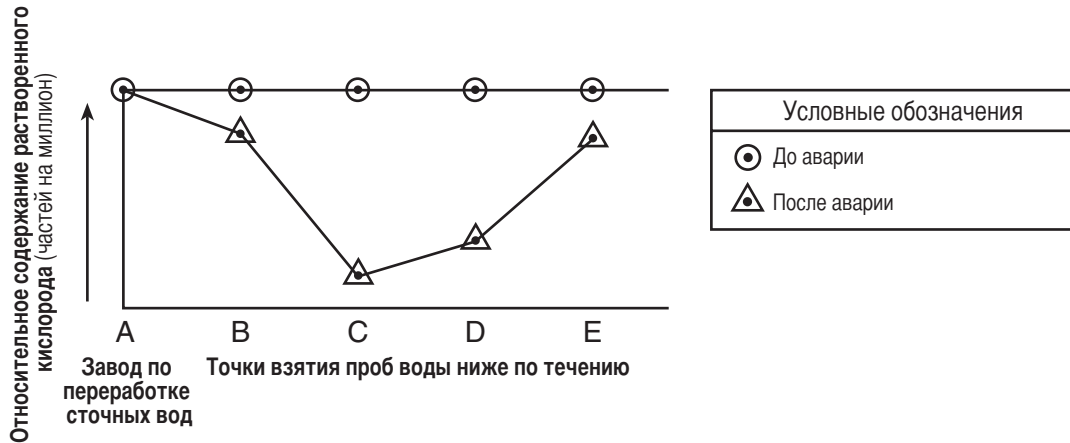 Относительное содержание растворенного
кислорода (частей на миллион)
A
B
C
D
E
Завод по
переработке
сточных вод
Точки взятия проб воды ниже по течению
Условные обозначения
До аварии
После аварии